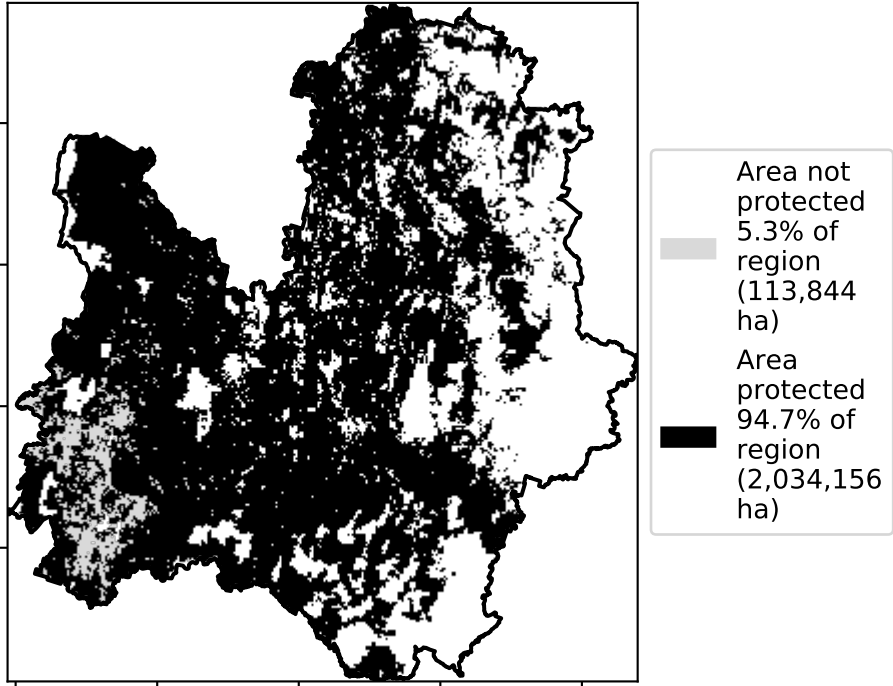 Area not
protected
5.3% of
region
(113,844
ha)
Area
protected
94.7% of
region
(2,034,156
ha)